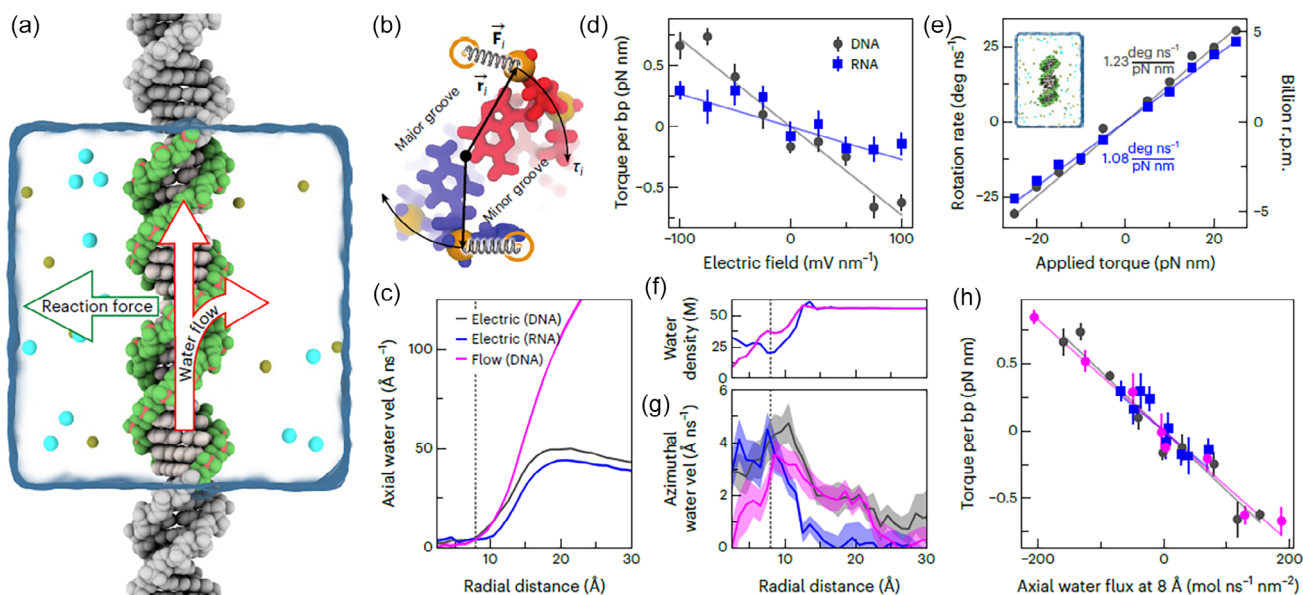 (a)
Reaction force
Water flow
(b)
F⃗i
r⃗i
τi
Major groove
Minor groove
(c)
Axial water vel (Å ns⁻¹)
100
50
0
Electric (DNA)
Electric (RNA)
Flow (DNA)
10
20
30
Radial distance (Å)
(d)
Torque per bp (pN nm)
0.5
0
−0.5
DNA
RNA
−100
−50
0
50
100
Electric field (mV nm⁻¹)
(e)
Rotation rate (deg ns⁻¹)
25
0
−25
1.23 deg ns⁻¹
pN nm
1.08 deg ns⁻¹
pN nm
5
0
−5
Billion r.p.m.
−20
−10
0
10
20
Applied torque (pN nm)
(f)
Water
density (M)
50
25
0
(g)
Azimuthal
water vel (Å ns⁻¹)
6
4
2
0
10
20
30
Radial distance (Å)
(h)
Torque per bp (pN nm)
0.5
0
−0.5
−200
−100
0
100
200
Axial water flux at 8 Å (mol ns⁻¹ nm⁻²)